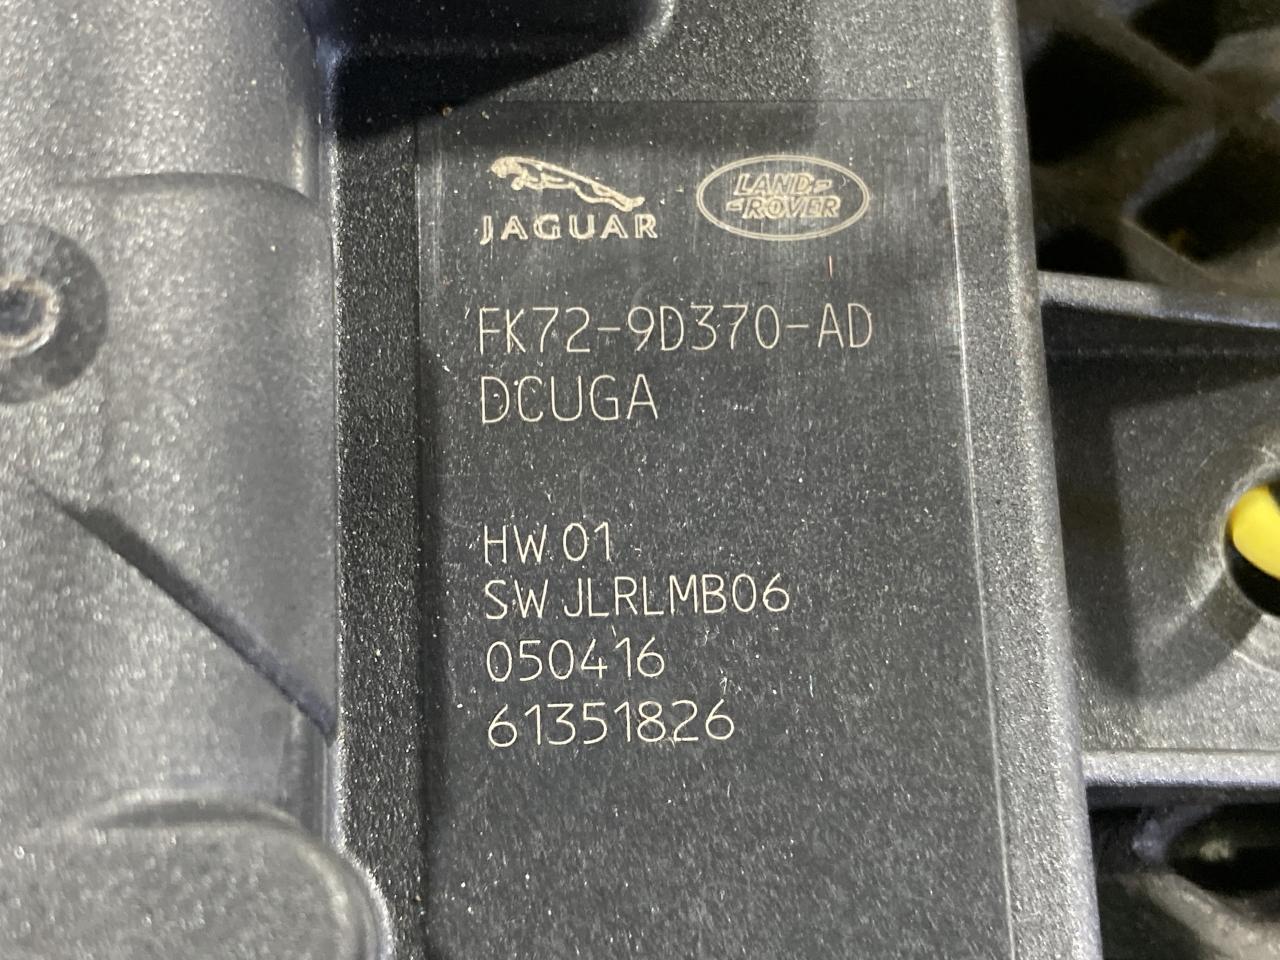 JAGUAR
LAND-
-ROVER
FK72-9D370-AD
DCUGA
HW 01
SW JLRLMB06
050416
61351826